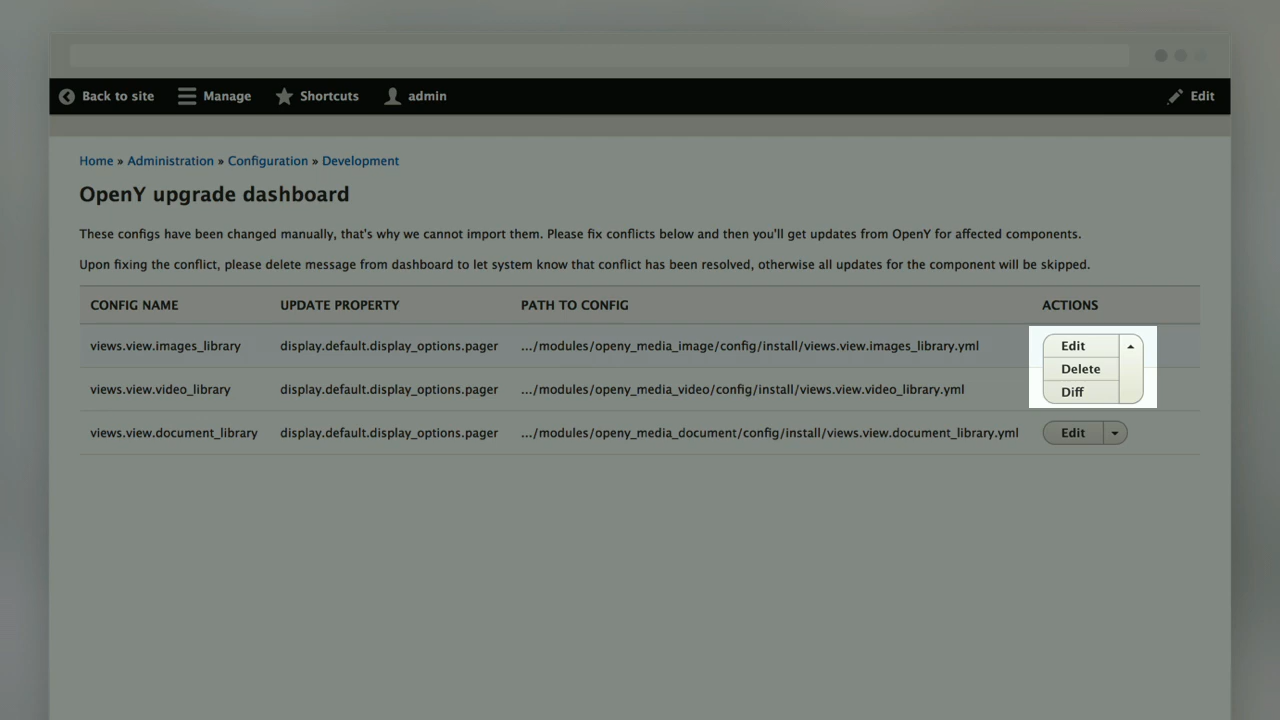 Back to site Manage Shortcuts admin Edit
Home » Administration » Configuration » Development
OpenY upgrade dashboard
These configs have been changed manually, that's why we cannot import them. Please fix conflicts below and then you'll get updates from OpenY for affected components.
Upon fixing the conflict, please delete message from dashboard to let system know that conflict has been resolved, otherwise all updates for the component will be skipped.
CONFIG NAME UPDATE PROPERTY PATH TO CONFIG ACTIONS
views.view.images_library display.default.display_options.pager .../modules/openy_media_image/config/install/views.view.images_library.yml Edit
Delete
views.view.video_library display.default.display_options.pager .../modules/openy_media_video/config/install/views.view.video_library.yml Diff
views.view.document_library display.default.display_options.pager .../modules/openy_media_document/config/install/views.view.document_library.yml Edit